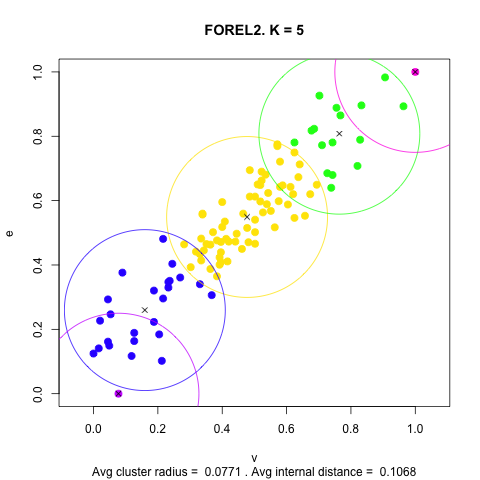 FOREL2. K = 5
1.0
0.8
0.6
0.4
0.2
0.0
e
0.0 0.2 0.4 0.6 0.8 1.0
v
Avg cluster radius = 0.0771 . Avg internal distance = 0.1068